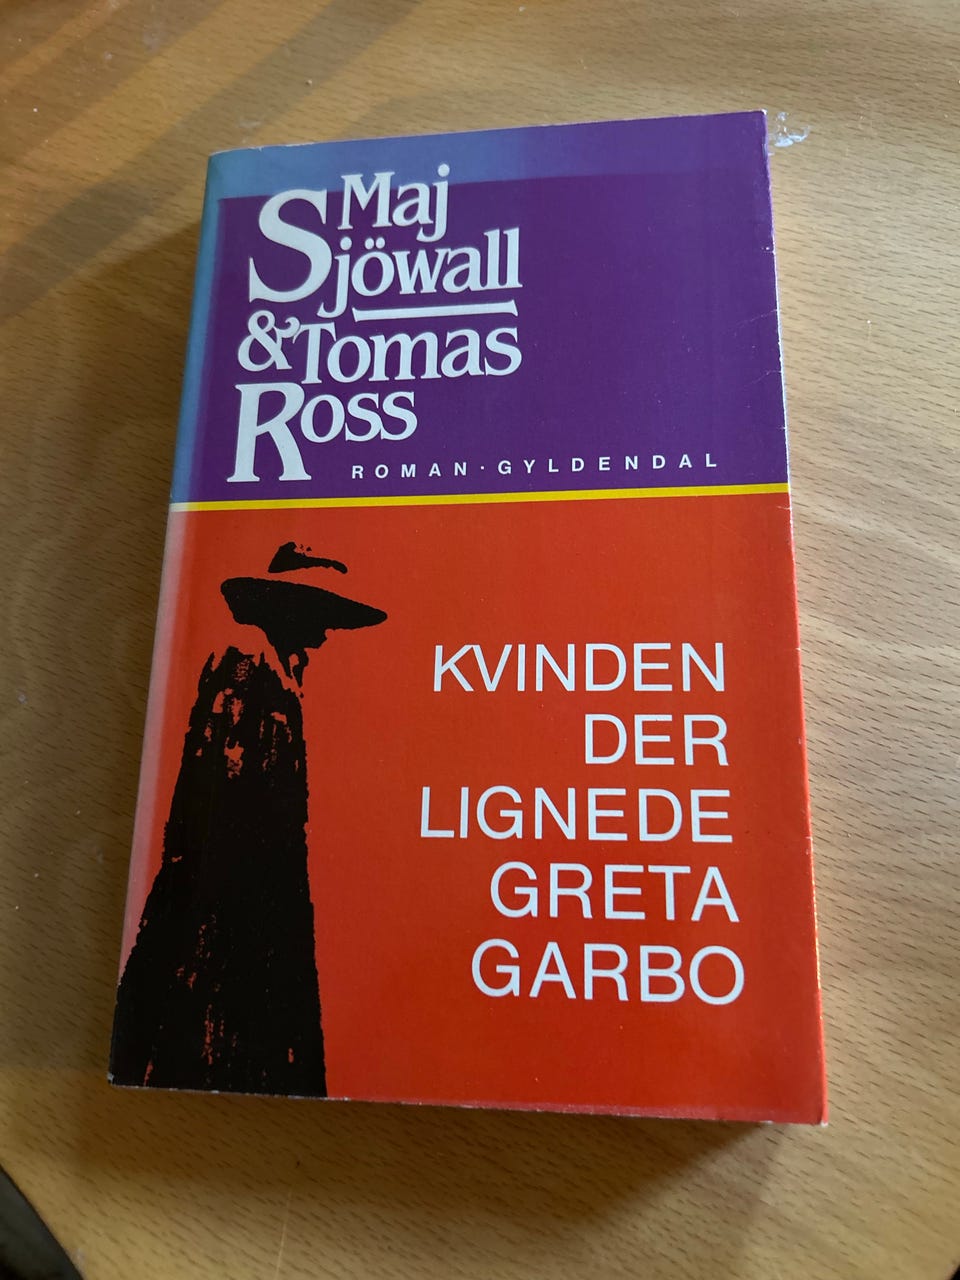 Maj
Sjöwall
& Tomas
Ross
ROMAN · GYLDENDAL
KVINDEN
DER
LIGNEDE
GRETA
GARBO